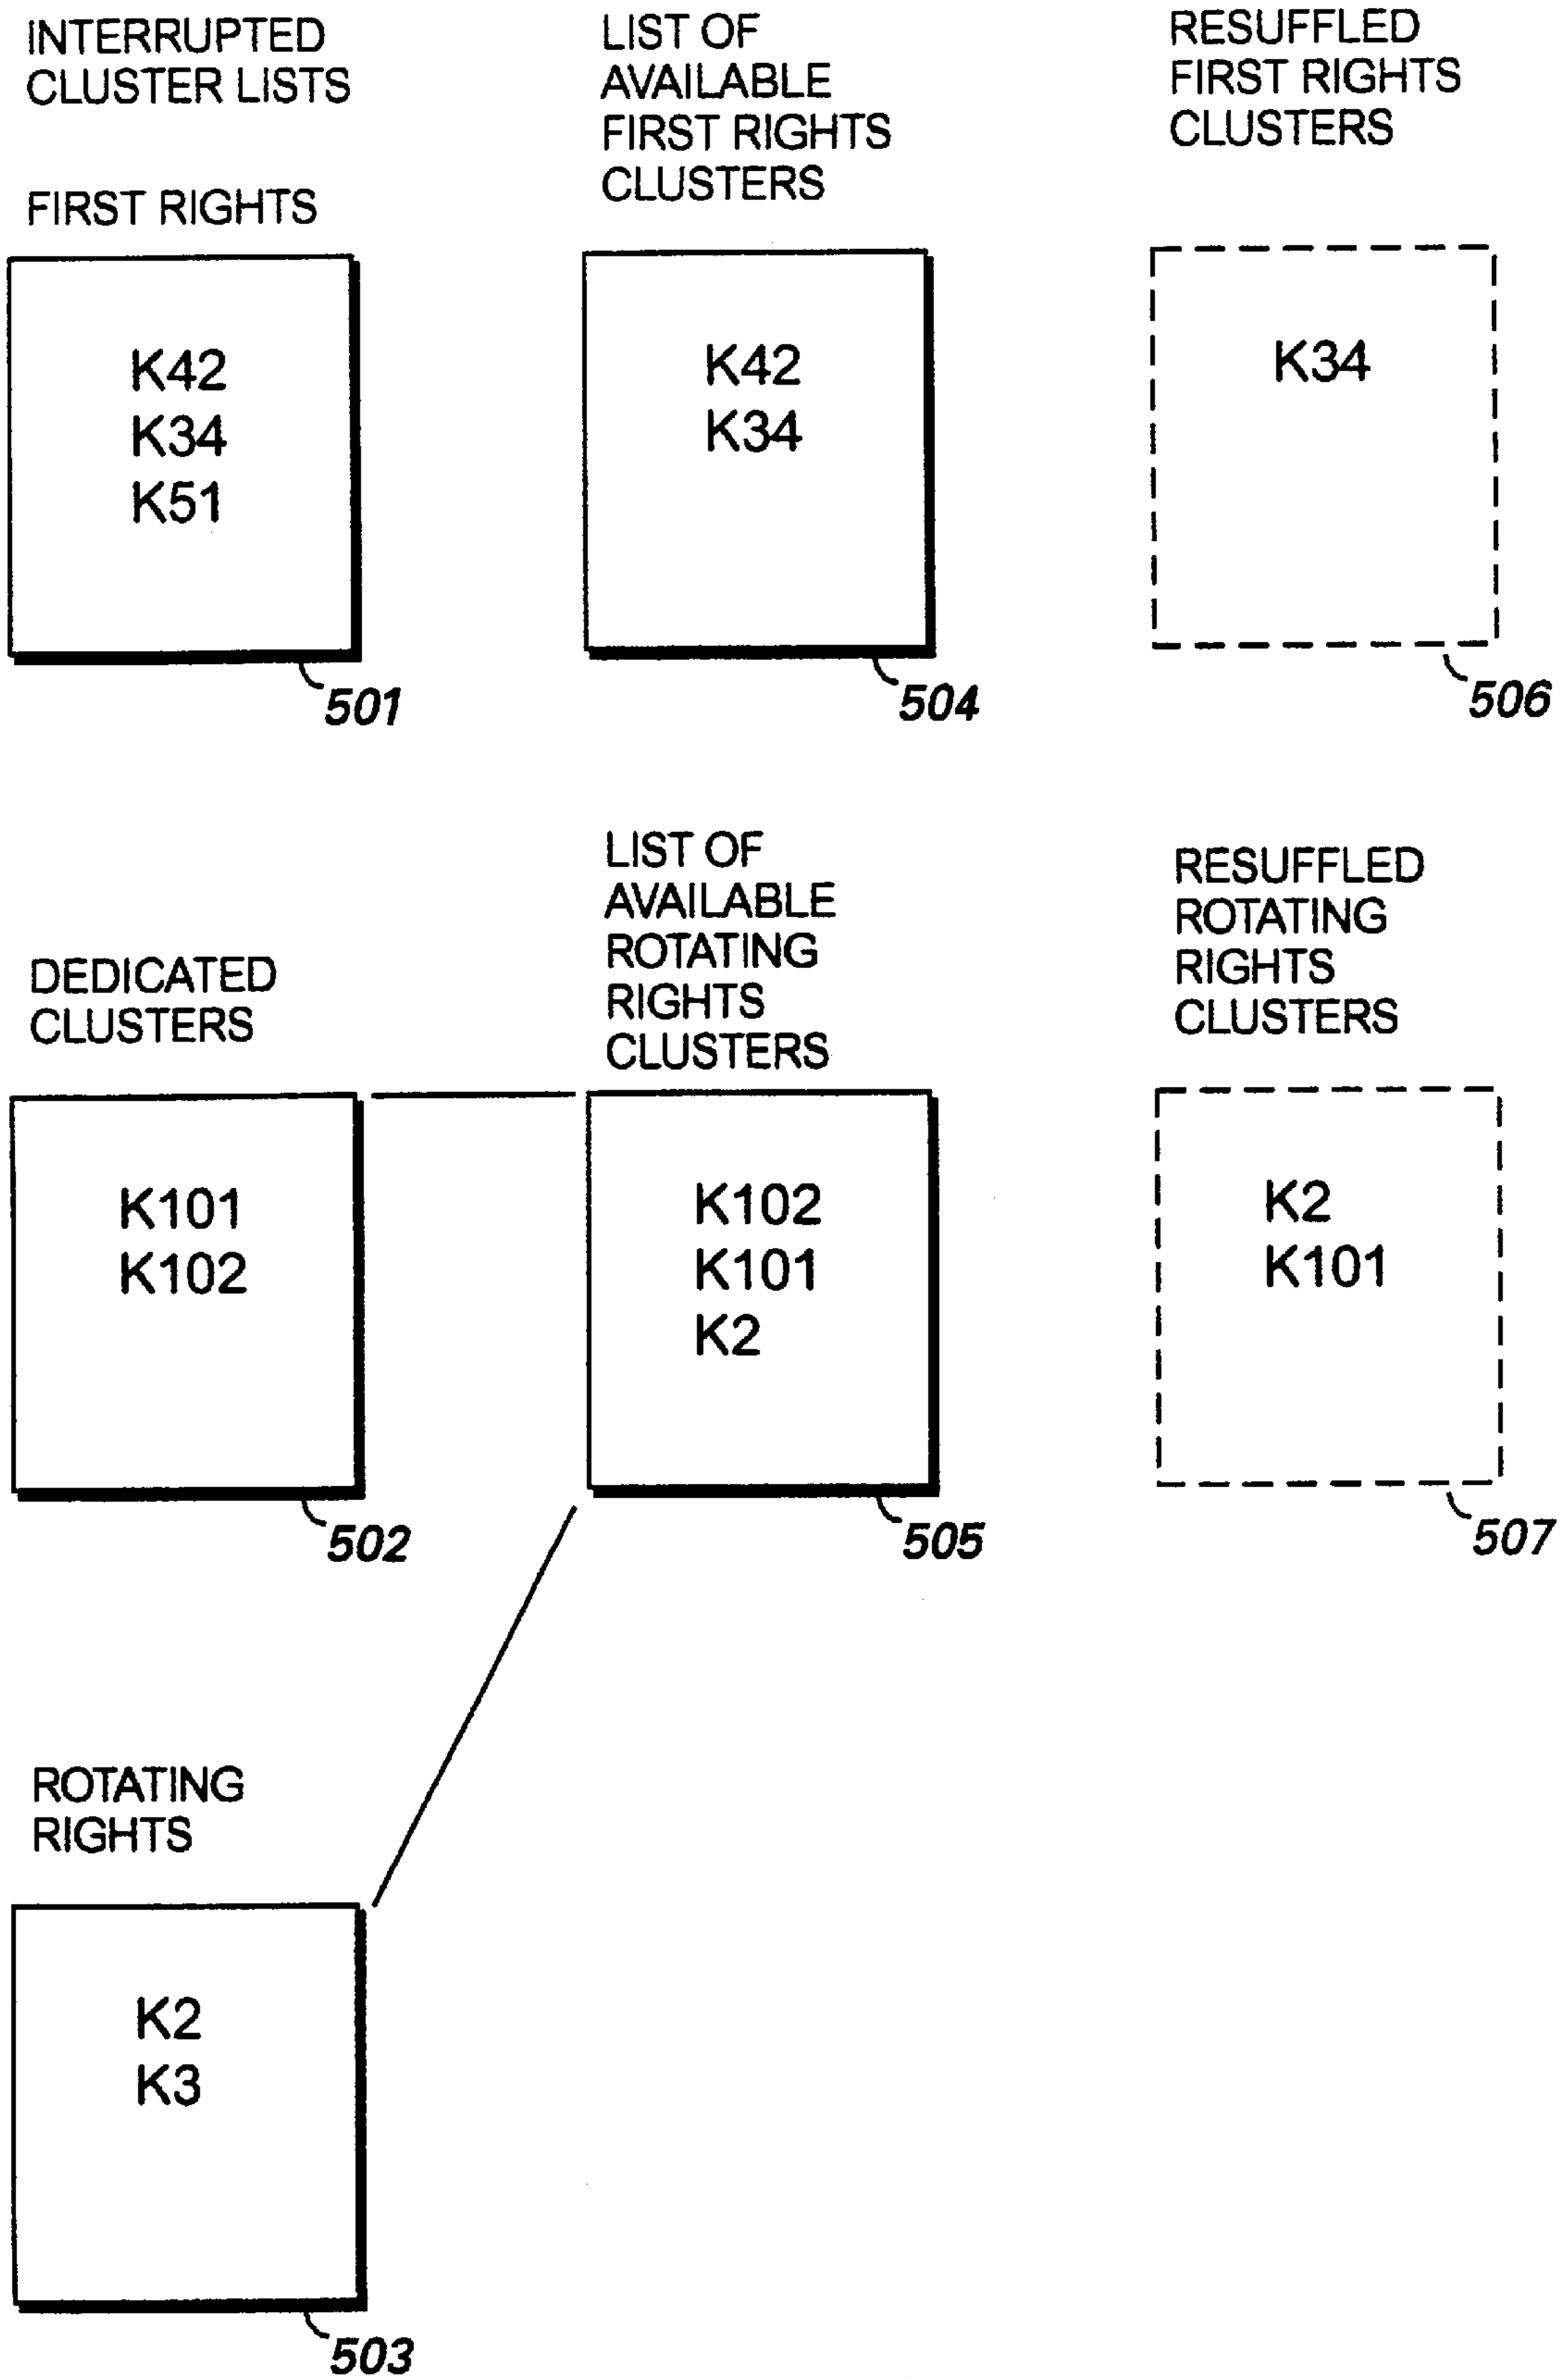 INTERRUPTED
CLUSTER LISTS
FIRST RIGHTS
K42
K34
K51
501
LIST OF
AVAILABLE
FIRST RIGHTS
CLUSTERS
K42
K34
504
RESUFFLED
FIRST RIGHTS
CLUSTERS
K34
506
DEDICATED
CLUSTERS
K101
K102
502
LIST OF
AVAILABLE
ROTATING
RIGHTS
CLUSTERS
K102
K101
K2
505
RESUFFLED
ROTATING
RIGHTS
CLUSTERS
K2
K101
507
ROTATING
RIGHTS
K2
K3
503